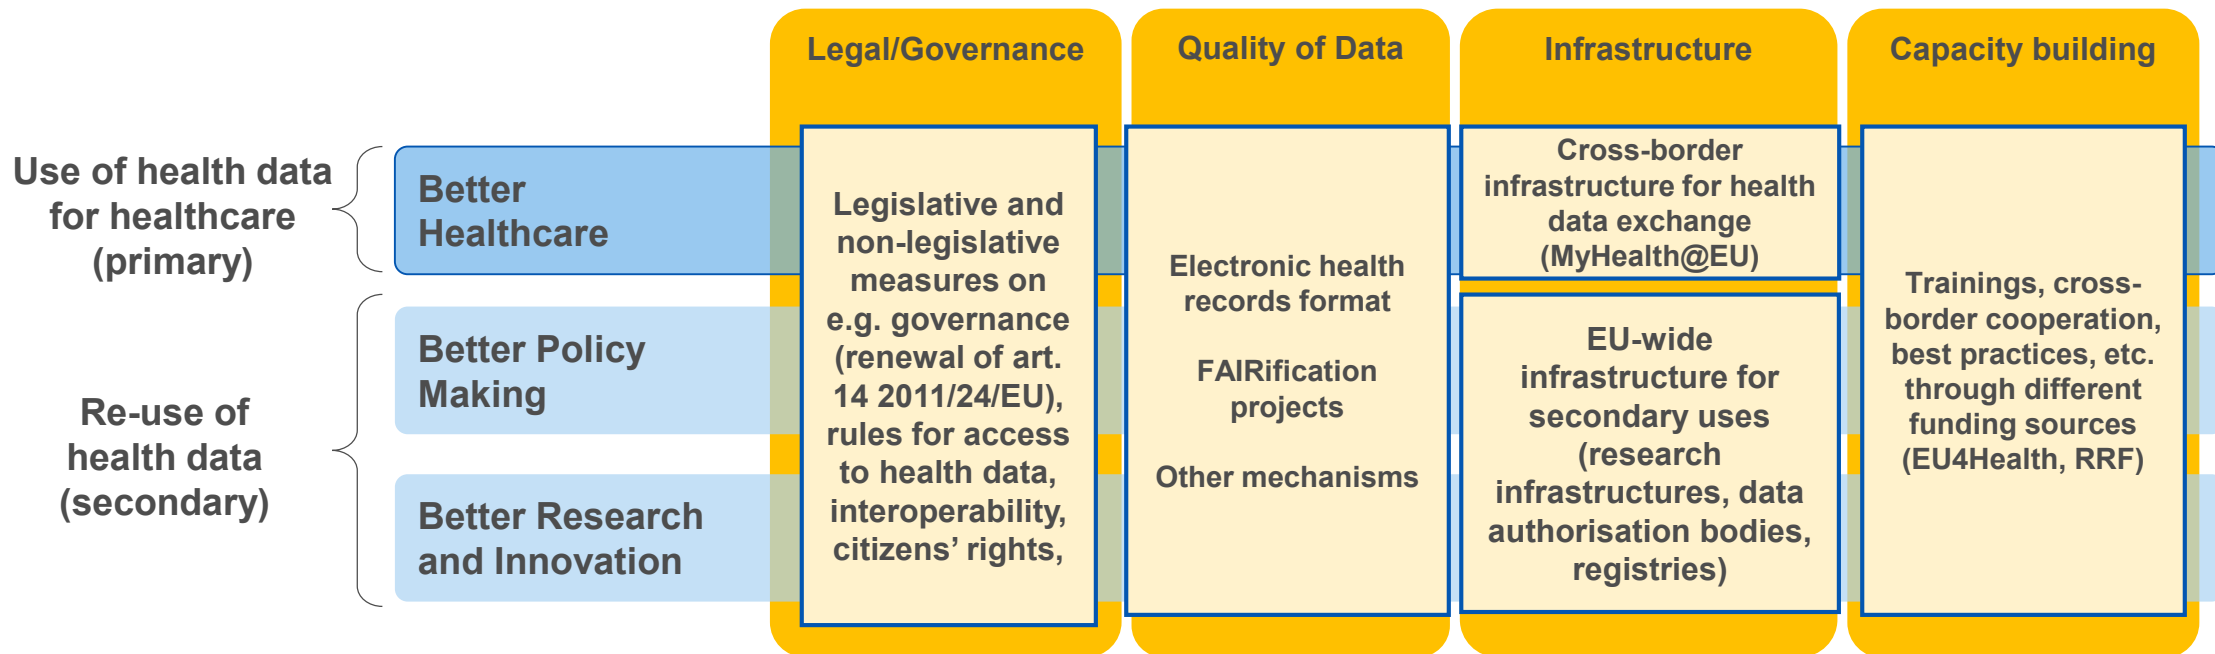 Legal/Governance
Quality of Data
Infrastructure
Capacity building
Use of health data
for healthcare
(primary)
Better
Healthcare
Re-use of
health data
(secondary)
Better Policy
Making
Better Research
and Innovation
Legislative and
non-legislative
measures on
e.g. governance
(renewal of art.
14 2011/24/EU),
rules for access
to health data,
interoperability,
citizens’ rights,
Electronic health
records format
FAIRification
projects
Other mechanisms
Cross-border
infrastructure for health
data exchange
(MyHealth@EU)
EU-wide
infrastructure for
secondary uses
(research
infrastructures, data
authorisation bodies,
registries)
Trainings, cross-
border cooperation,
best practices, etc.
through different
funding sources
(EU4Health, RRF)